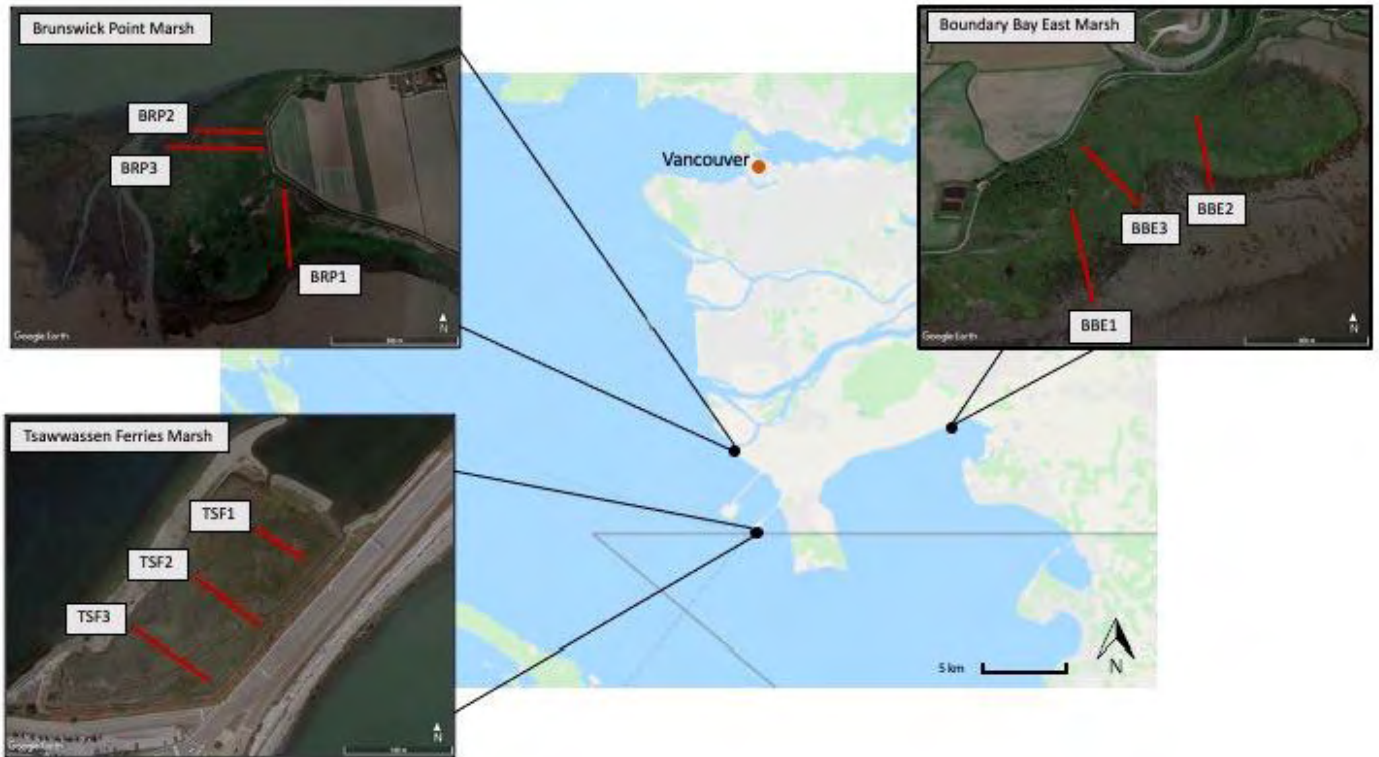 Brunswick Point Marsh
BRP2
BRP3
BRP1
N
Google Earth
Boundary Bay East Marsh
BBE3
BBE2
BBE1
N
Google Earth
Vancouver
Tsawwassen Ferries Marsh
TSF1
TSF2
TSF3
N
Google Earth
5 km
N